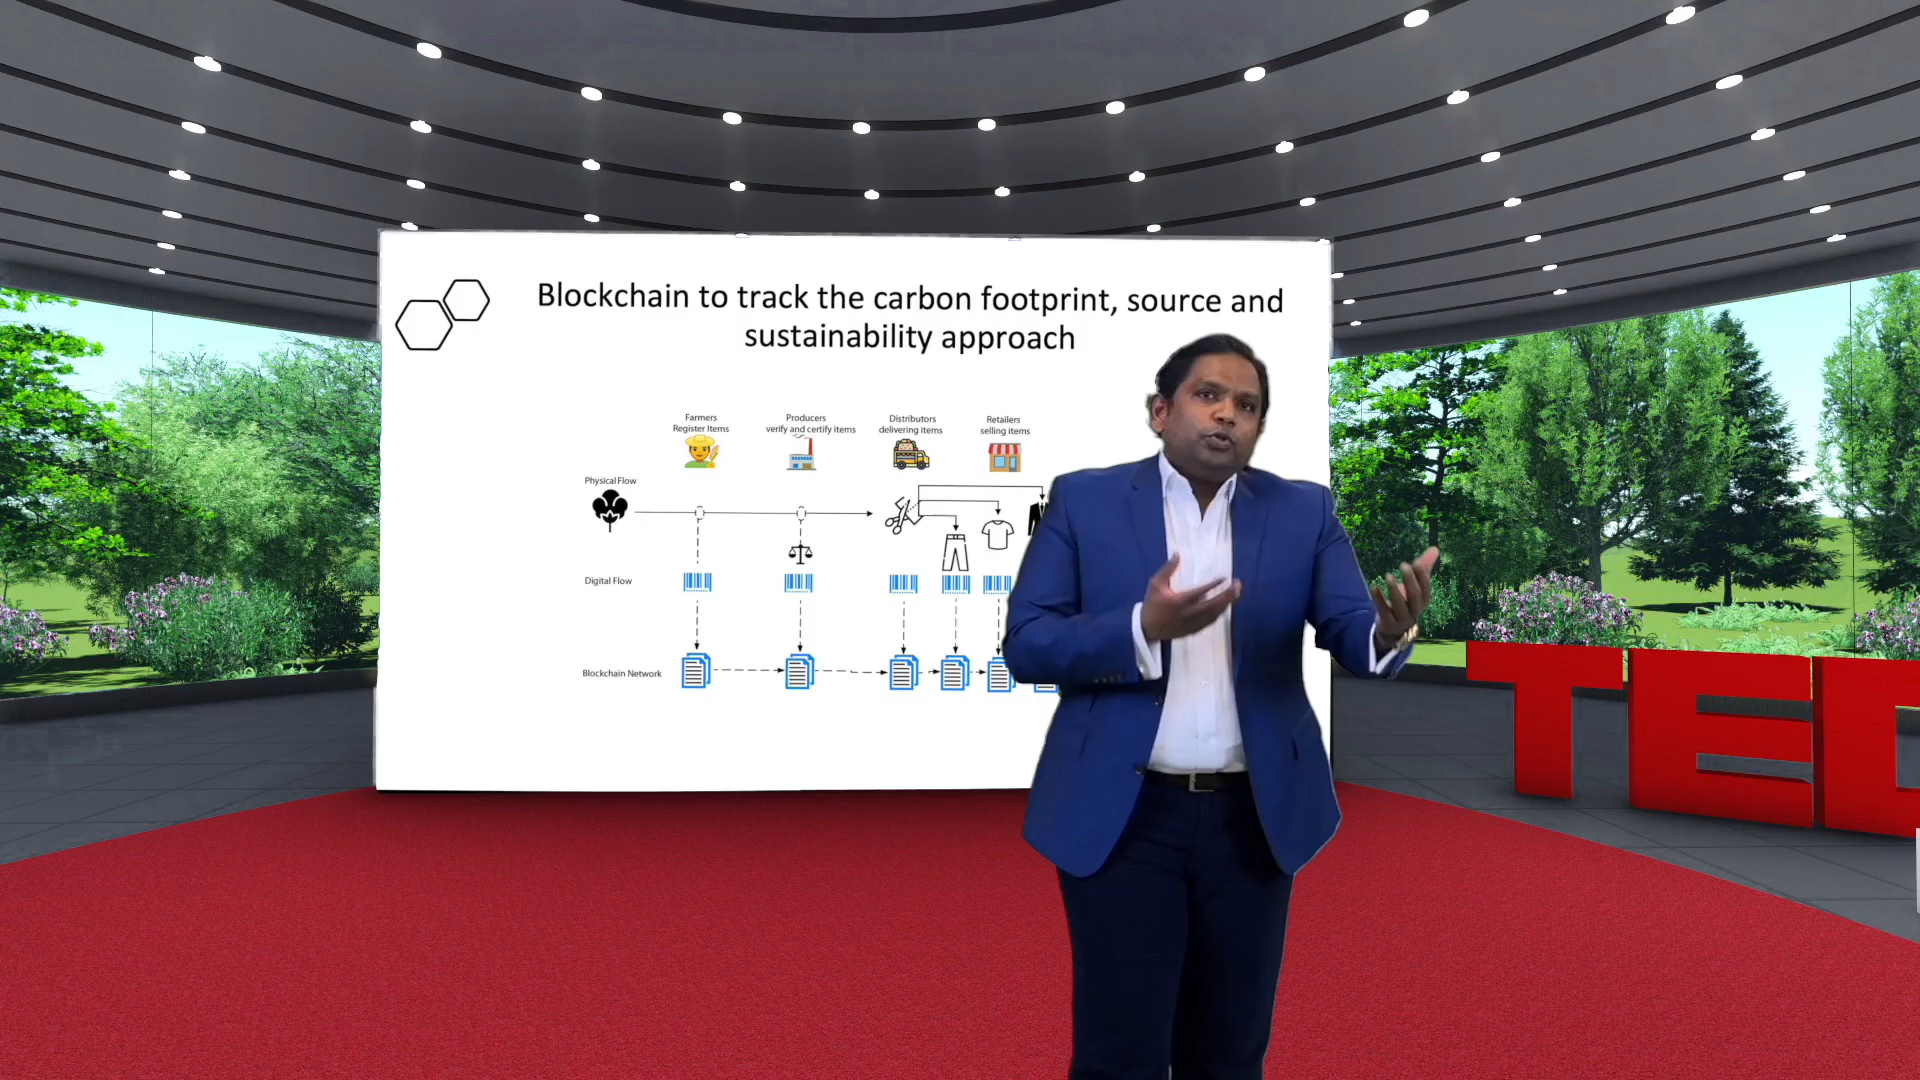 Blockchain to track the carbon footprint, source and
sustainability approach
Farmers
Register Items
Producers
verify and certify items
Distributors
delivering items
Retailers
selling items
Physical Flow
Digital Flow
Blockchain Network
TED